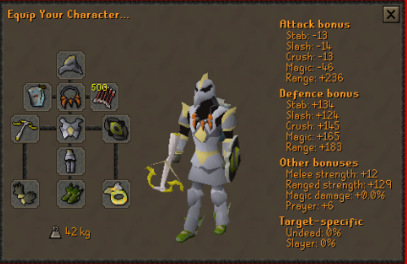 Equip Your Character...
500
42 kg
Attack bonus
Stab: -13
Slash: -14
Crush: -13
Magic: -46
Range: +236
Defence bonus
Stab: +134
Slash: +124
Crush: +145
Magic: +165
Range: +183
Other bonuses
Melee strength: +12
Ranged strength: +129
Magic damage: +0.0%
Prayer: +6
Target-specific
Undead: 0%
Slayer: 0%